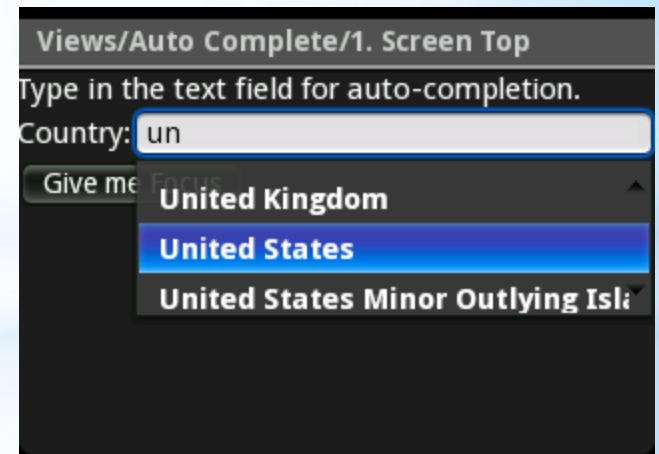 Views/Auto Complete/1. Screen Top
Type in the text field for auto-completion.
Country: un
Give me Focus
United Kingdom
United States
United States Minor Outlying Isla